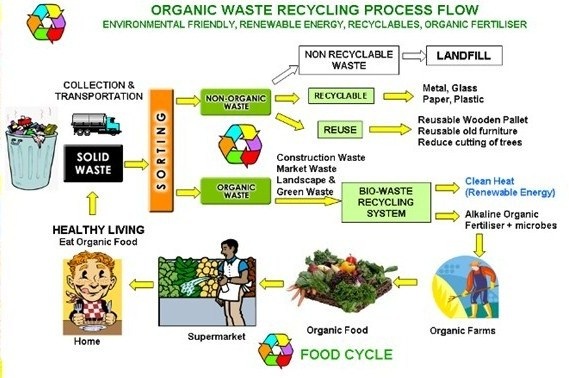 ORGANIC WASTE RECYCLING PROCESS FLOW
ENVIRONMENTAL FRIENDLY, RENEWABLE ENERGY, RECYCLABLES, ORGANIC FERTILISER
NON RECYCLABLE
WASTE
LANDFILL
COLLECTION &
TRANSPORTATION
SOLID
WASTE
SORTING
NON-ORGANIC
WASTE
RECYCLABLE
Metal, Glass
Paper, Plastic
REUSE
Reusable Wooden Pallet
Reusable old furniture
Reduce cutting of trees
ORGANIC
WASTE
Construction Waste
Market Waste
Landscape &
Green Waste
BIO-WASTE
RECYCLING
SYSTEM
Clean Heat
(Renewable Energy)
Alkaline Organic
Fertiliser + microbes
HEALTHY LIVING
Eat Organic Food
Home
Supermarket
Organic Food
Organic Farms
FOOD CYCLE